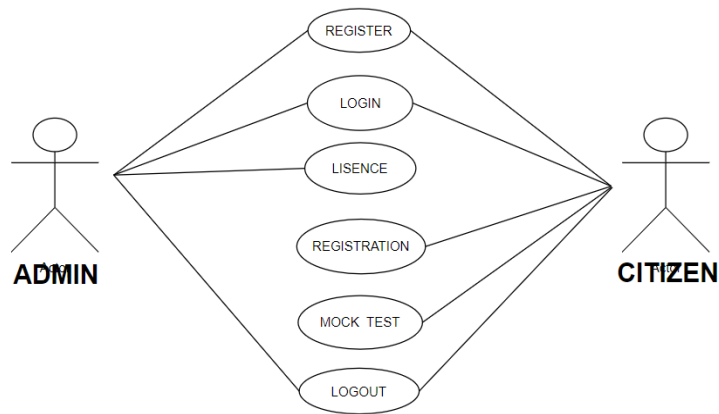 REGISTER
LOGIN
LISENCE
REGISTRATION
ADMIN
CITIZEN
MOCK TEST
LOGOUT